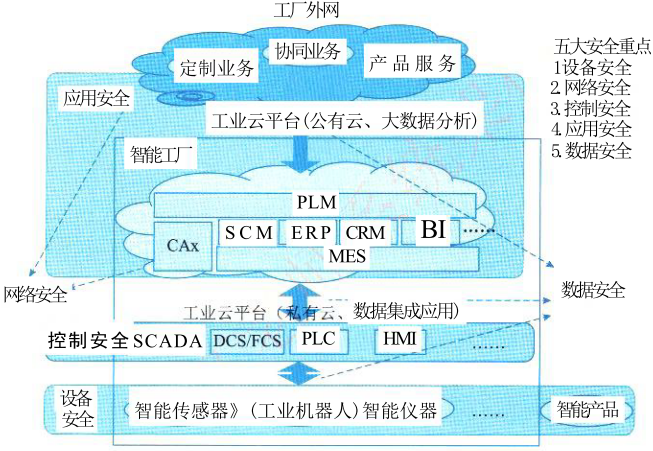 工厂外网
定制业务
协同业务
产品服务
五大安全重点
1设备安全
2.网络安全
3.控制安全
4.应用安全
5.数据安全
应用安全
工业云平台(公有云、大数据分析)
智能工厂
PLM
CAx
SCM
ERP
CRM
BI
......
MES
网络安全
数据安全
工业云平台（私有云、数据集成应用）
控制安全SCADA
DCS/FCS
PLC
HMI
......
设备
安全
智能传感器》(工业机器人)智能仪器
......
智能产品